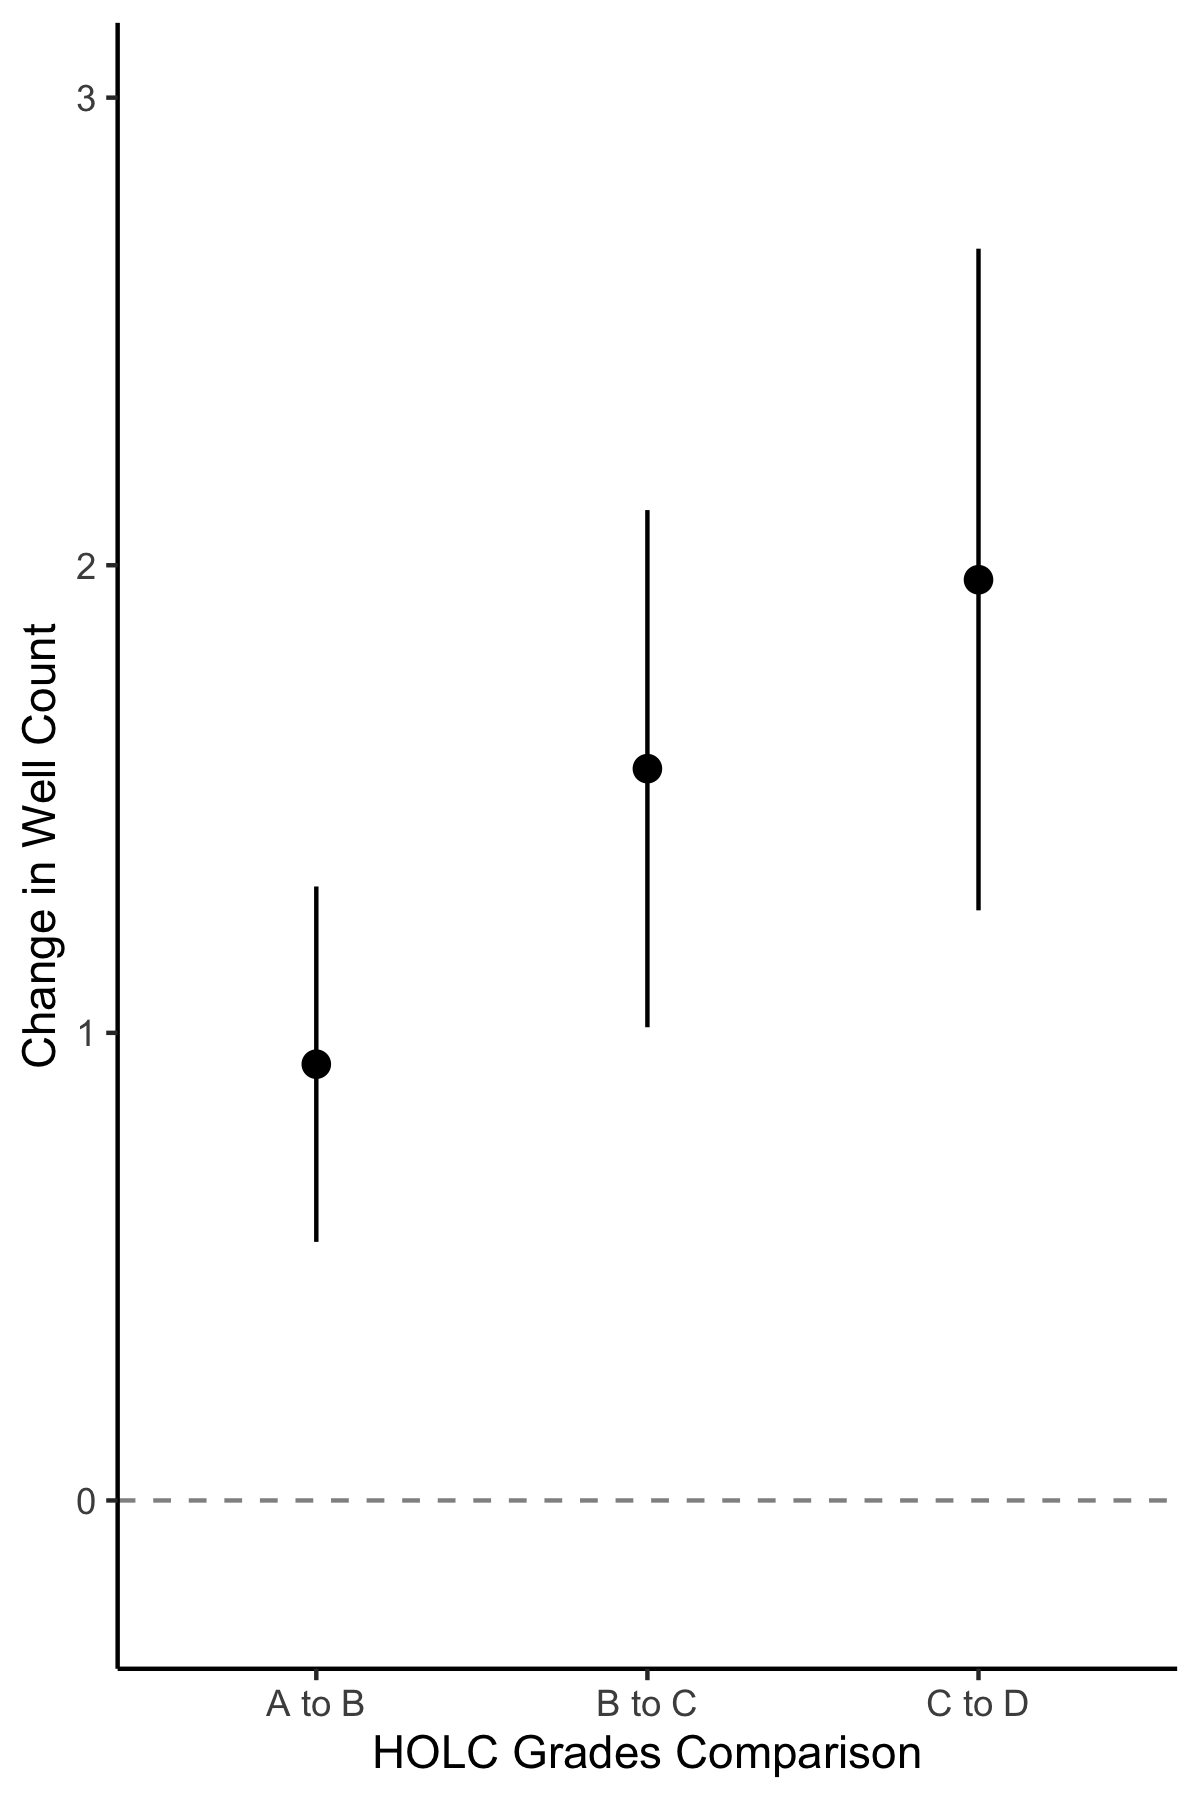 3
2
1
0
Change in Well Count
A to B
B to C
C to D
HOLC Grades Comparison